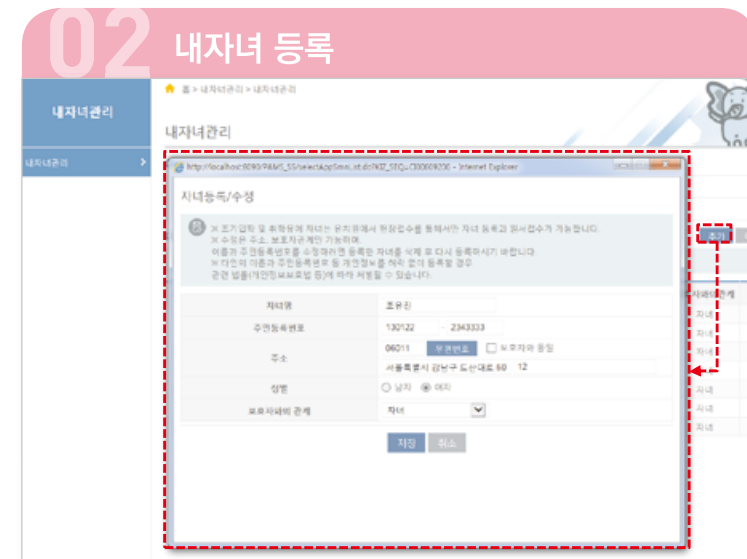 02 내자녀 등록
홈 > 내자녀관리 > 내자녀관리
내자녀관리
내자녀관리
내자녀관리 >
자녀등록/수정
※ 조기입학 및 취학유예 자녀는 유치원에서 현장접수를 통해서만 자녀 등록과 원서접수가 가능합니다.
※ 수정은 주소, 보호자관계만 가능하며,
이름과 주민등록번호를 수정하려면 등록한 자녀를 삭제 후 다시 등록하시기 바랍니다
※ 타인의 이름과 주민등록번호 등 개인정보를 허락 없이 등록할 경우
관련 법률(개인정보보호법 등)에 따라 처벌될 수 있습니다.
추가
자녀명 조유진
주민등록번호 130122 - 2343333
주소 06011 우편번호 보호자와 동일
서울특별시 강남구 도산대로 60 12
성별 남자 여자
보호자와의 관계 자녀
저장 취소
자녀와의관계
자녀
자녀
자녀
자녀
자녀
자녀